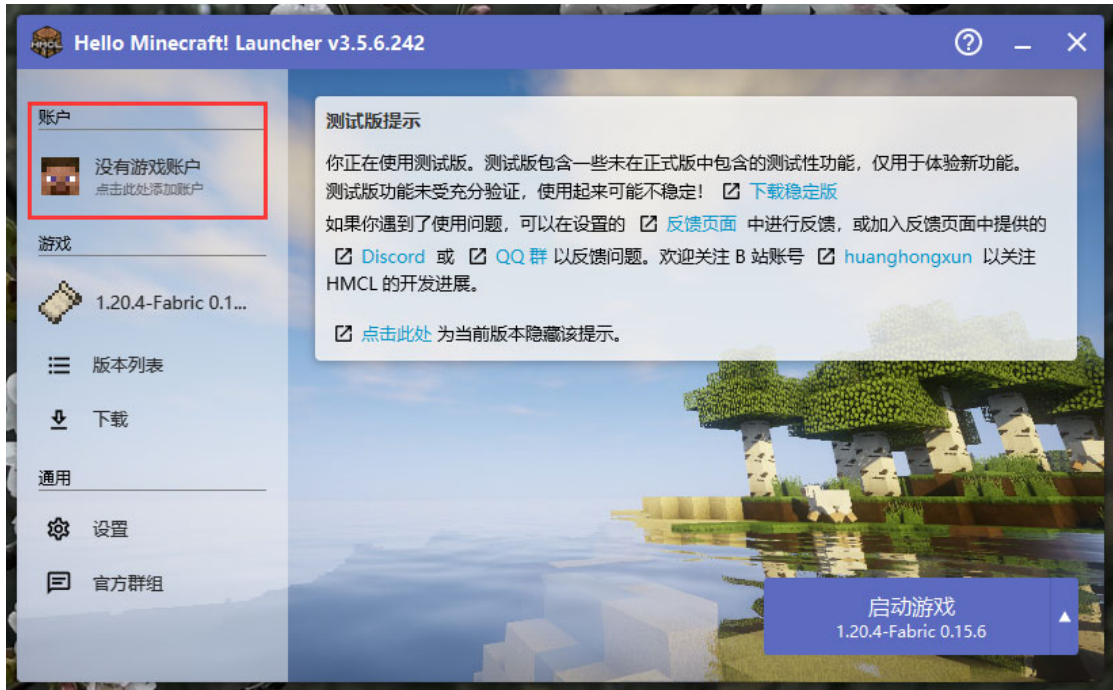 HMCL
Hello Minecraft! Launcher v3.5.6.242
账户
没有游戏账户
点击此处添加账户
游戏
1.20.4-Fabric 0.1...
版本列表
下载
通用
设置
官方群组
测试版提示
你正在使用测试版。测试版包含一些未在正式版中包含的测试性功能，仅用于体验新功能。
测试版功能未受充分验证，使用起来可能不稳定！ 下载稳定版
如果你遇到了使用问题，可以在设置的 反馈页面 中进行反馈，或加入反馈页面中提供的
Discord 或 QQ 群 以反馈问题。欢迎关注 B 站账号 huanghongxun 以关注
HMCL 的开发进展。
点击此处 为当前版本隐藏该提示。
启动游戏
1.20.4-Fabric 0.15.6